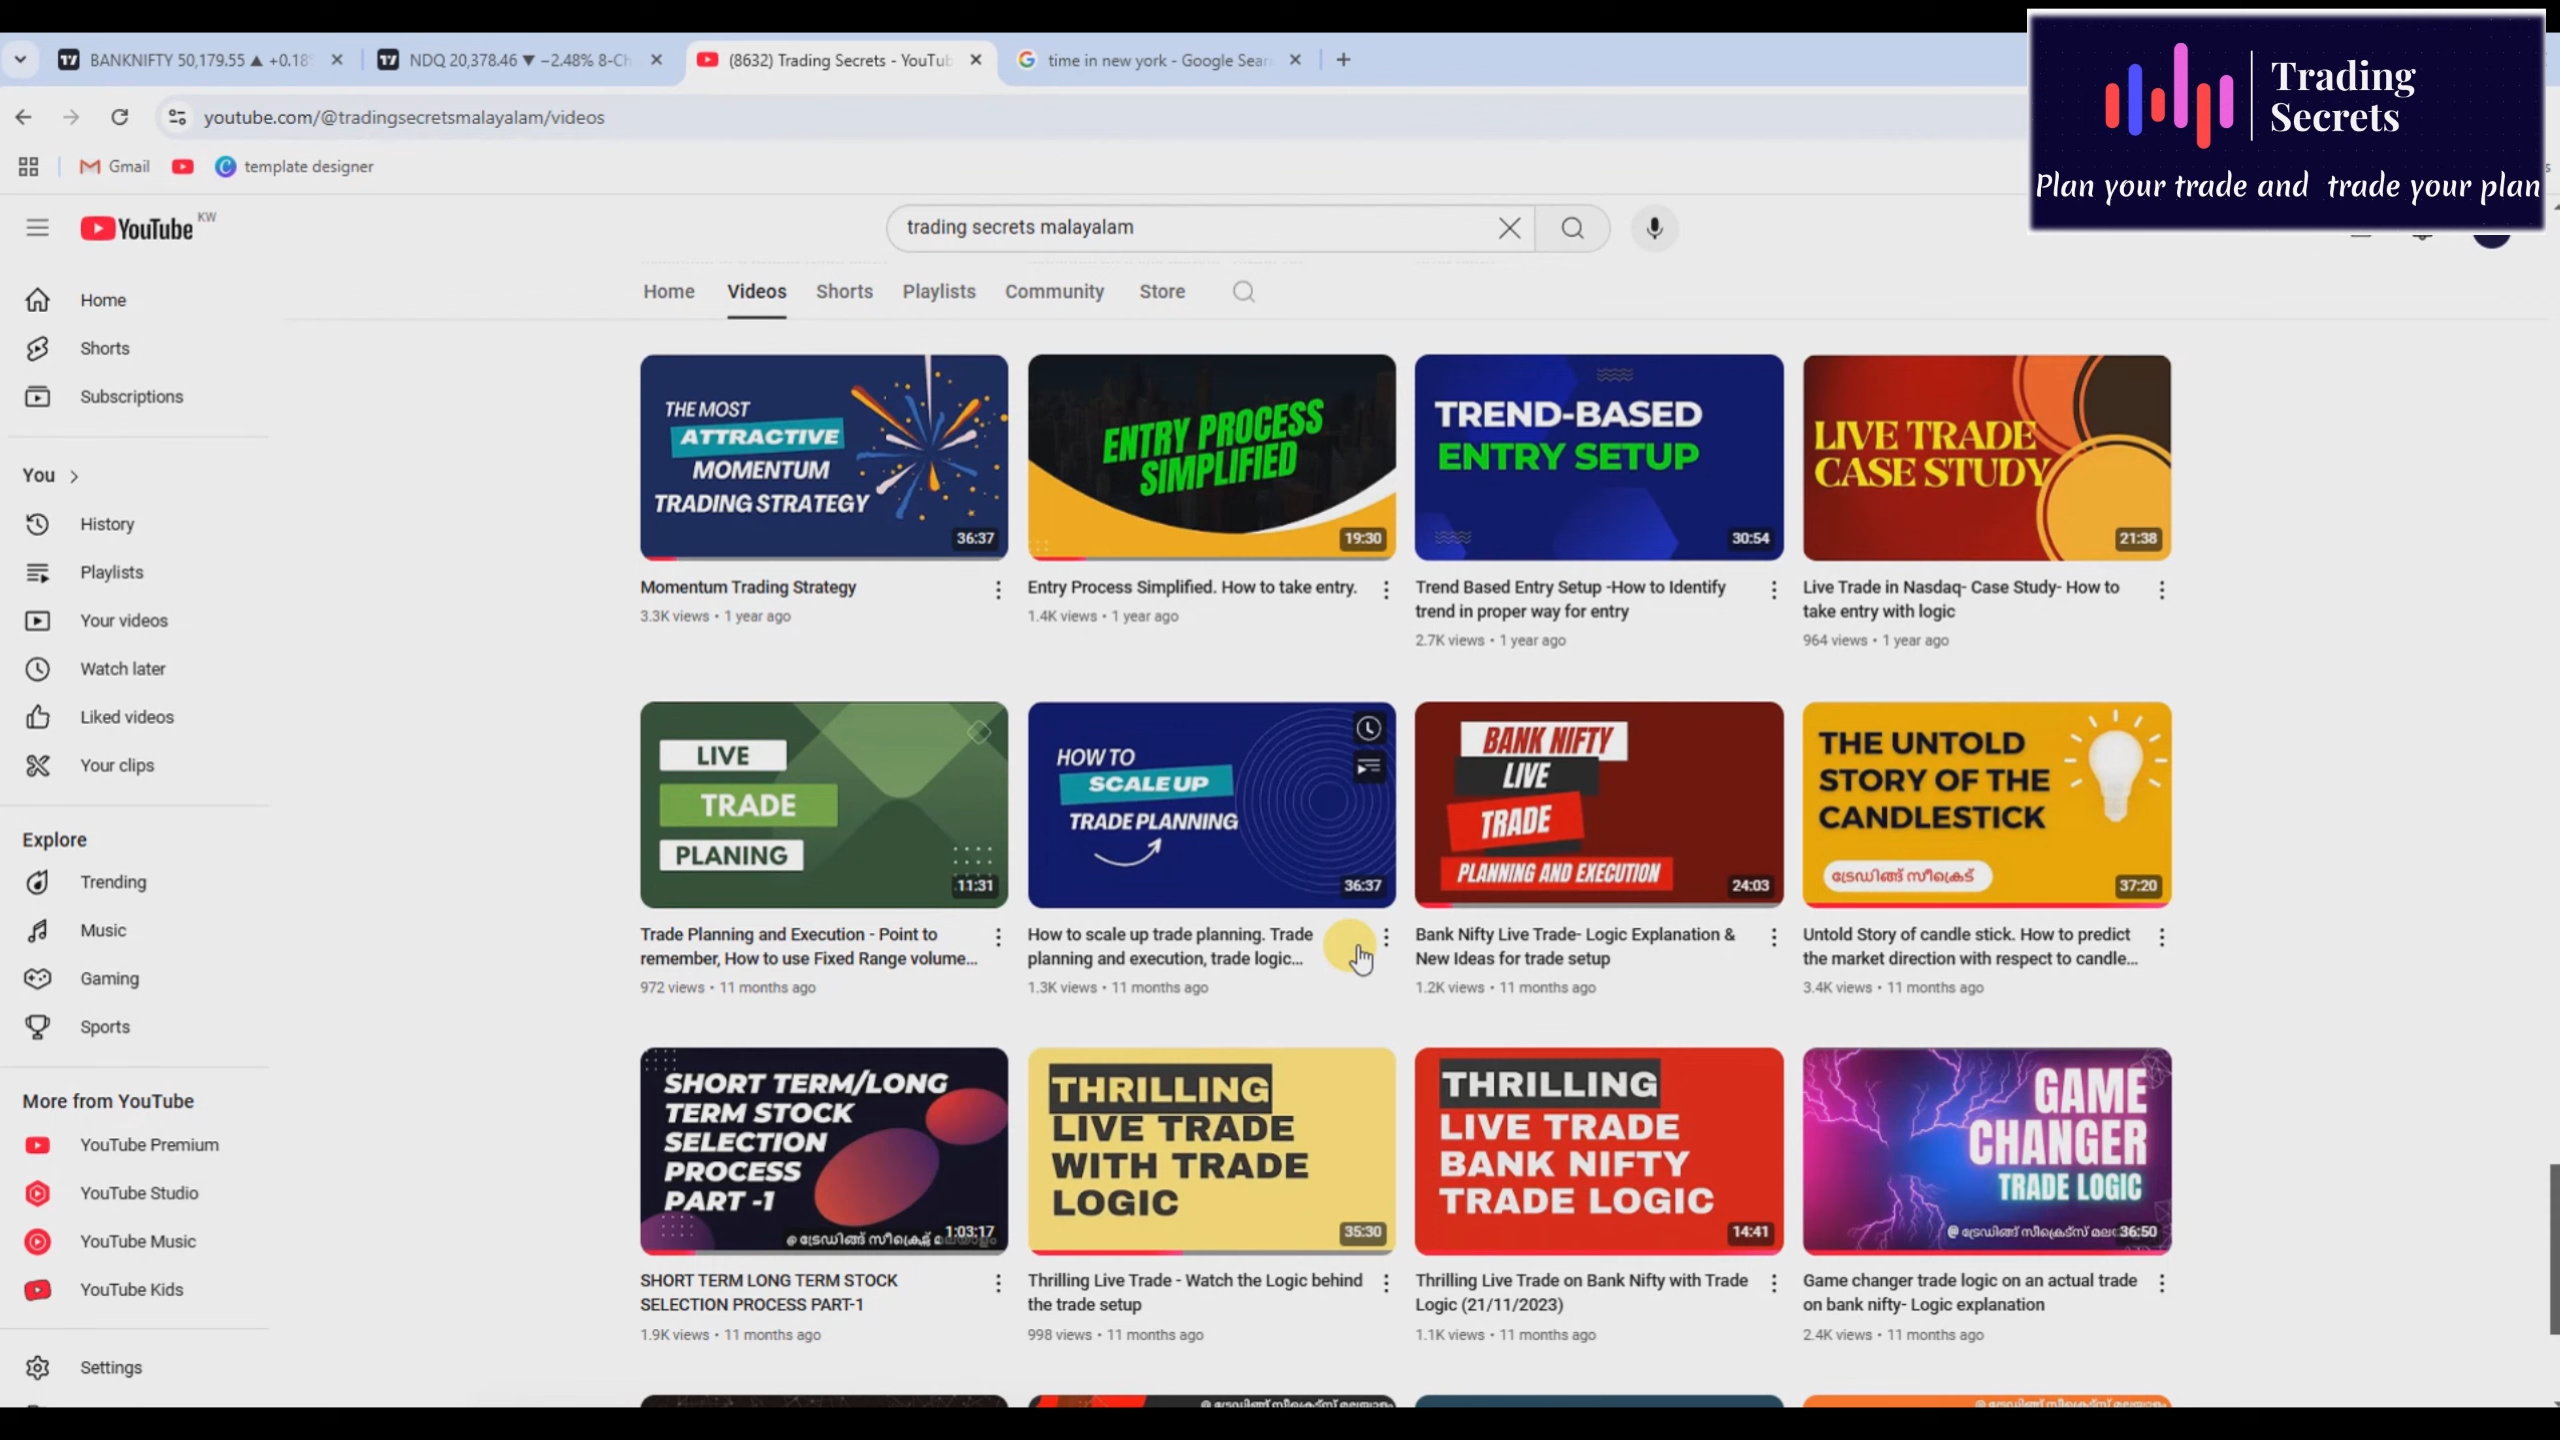 BANKNIFTY 50,179.55 ▲ +0.18
NDQ 20,378.46 ▼ −2.48% 8-Ch
(8632) Trading Secrets - YouTub
time in new york - Google Sear
Trading
Secrets
Plan your trade and trade your plan
youtube.com/@tradingsecretsmalayalam/videos
Gmail
template designer
YouTube KW
trading secrets malayalam
Home
Shorts
Subscriptions
You
History
Playlists
Your videos
Watch later
Liked videos
Your clips
Explore
Trending
Music
Gaming
Sports
More from YouTube
YouTube Premium
YouTube Studio
YouTube Music
YouTube Kids
Settings
Home Videos Shorts Playlists Community Store
THE MOST
ATTRACTIVE
MOMENTUM
TRADING STRATEGY
36:37
Momentum Trading Strategy
3.3K views • 1 year ago
ENTRY PROCESS
SIMPLIFIED
19:30
Entry Process Simplified. How to take entry.
1.4K views • 1 year ago
TREND-BASED
ENTRY SETUP
30:54
Trend Based Entry Setup -How to Identify
trend in proper way for entry
2.7K views • 1 year ago
LIVE TRADE
CASE STUDY
21:38
Live Trade in Nasdaq- Case Study- How to
take entry with logic
964 views • 1 year ago
LIVE
TRADE
PLANING
11:31
Trade Planning and Execution - Point to
remember, How to use Fixed Range volume...
972 views • 11 months ago
HOW TO
SCALE UP
TRADE PLANNING
36:37
How to scale up trade planning. Trade
planning and execution, trade logic...
1.3K views • 11 months ago
BANK NIFTY
LIVE
TRADE
PLANNING AND EXECUTION
24:03
Bank Nifty Live Trade- Logic Explanation &
New Ideas for trade setup
1.2K views • 11 months ago
THE UNTOLD
STORY OF THE
CANDLESTICK
ട്രേഡിങ്ങ് സീക്രെട്
37:20
Untold Story of candle stick. How to predict
the market direction with respect to candle...
3.4K views • 11 months ago
SHORT TERM/LONG
TERM STOCK
SELECTION
PROCESS
PART -1
@ ട്രേഡിങ്ങ് സീക്രെട്ട്
1:03:17
SHORT TERM LONG TERM STOCK
SELECTION PROCESS PART-1
1.9K views • 11 months ago
THRILLING
LIVE TRADE
WITH TRADE
LOGIC
35:30
Thrilling Live Trade - Watch the Logic behind
the trade setup
998 views • 11 months ago
THRILLING
LIVE TRADE
BANK NIFTY
TRADE LOGIC
14:41
Thrilling Live Trade on Bank Nifty with Trade
Logic (21/11/2023)
1.1K views • 11 months ago
GAME
CHANGER
TRADE LOGIC
@ ട്രേഡിങ്ങ് സീക്രെട്സ്
36:50
Game changer trade logic on an actual trade
on bank nifty- Logic explanation
2.4K views • 11 months ago